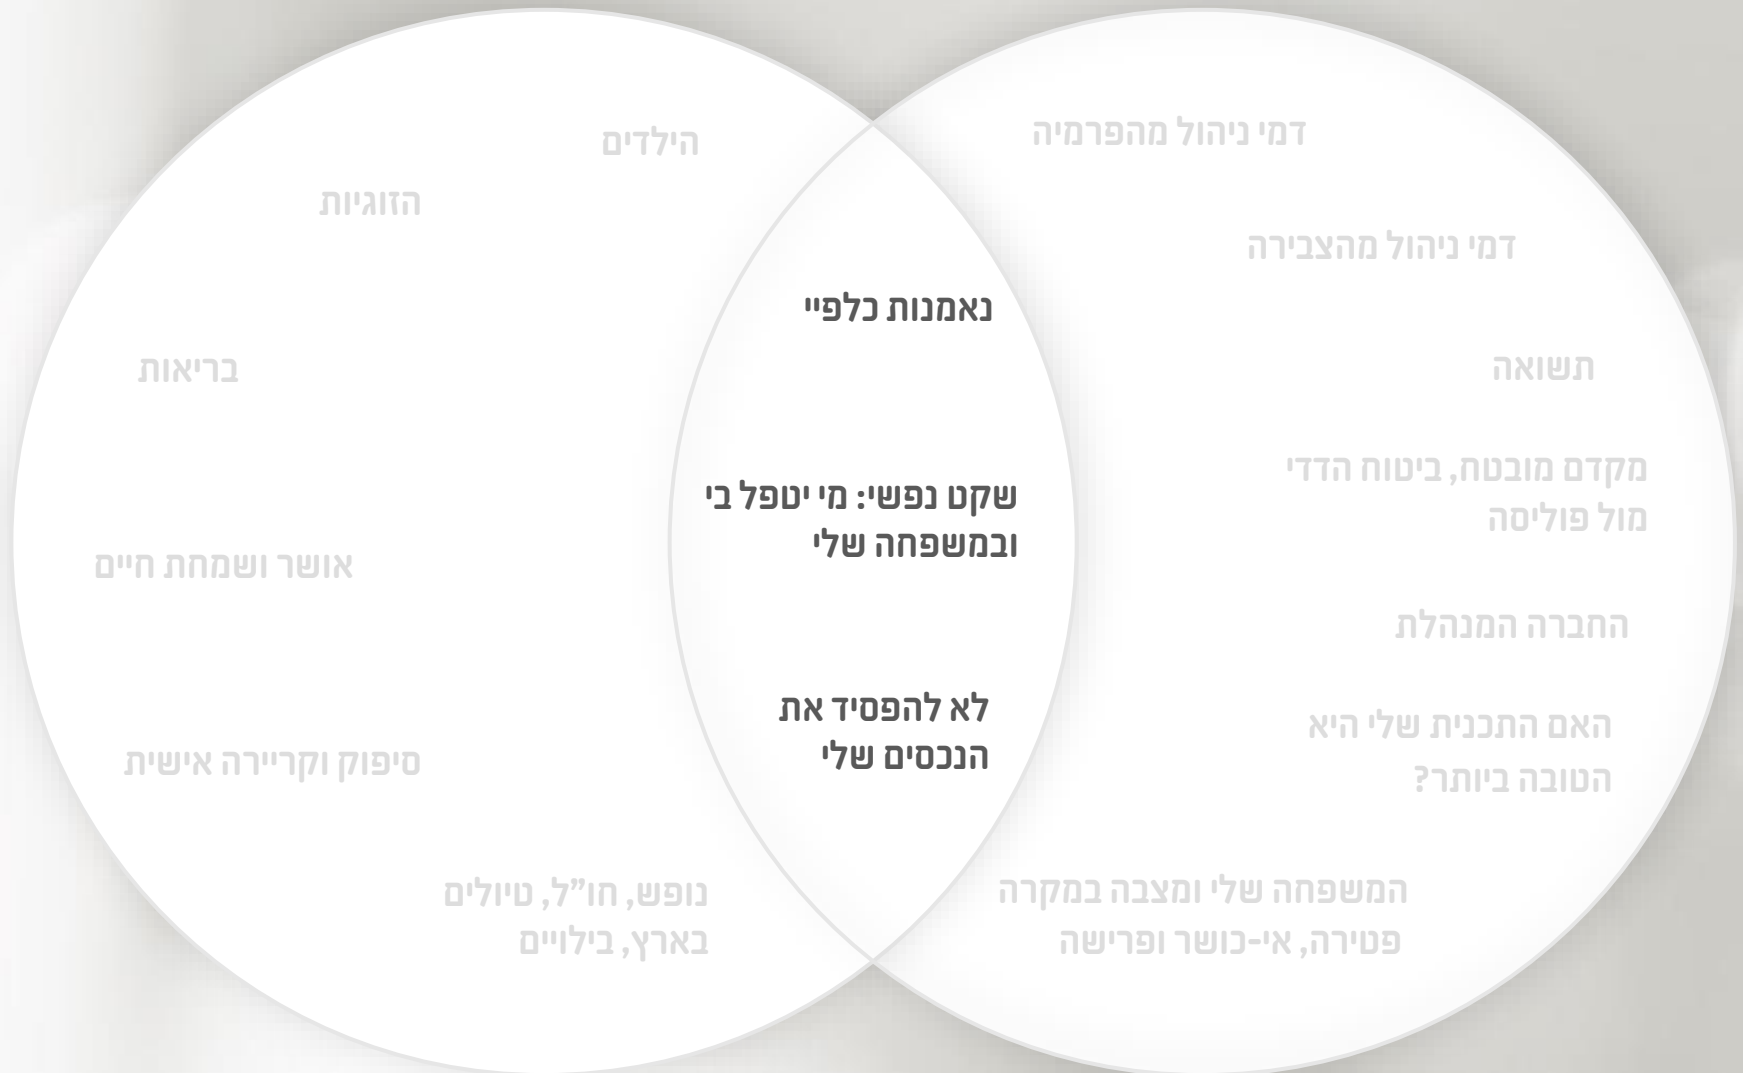 דמי ניהול מהפרמיה
דמי ניהול מהצבירה
תשואה
מקדם מובטח, ביטוח הדדי
מול פוליסה
החברה המנהלת
האם התכנית שלי היא
הטובה ביותר?
המשפחה שלי ומצבה במקרה
פטירה, אי-כושר ופרישה
נאמנות כלפיי
שקט נפשי: מי יטפל בי
ובמשפחה שלי
לא להפסיד את
הנכסים שלי
הילדים
הזוגיות
בריאות
אושר ושמחת חיים
סיפוק וקריירה אישית
נופש, חו"ל, טיולים
בארץ, בילויים